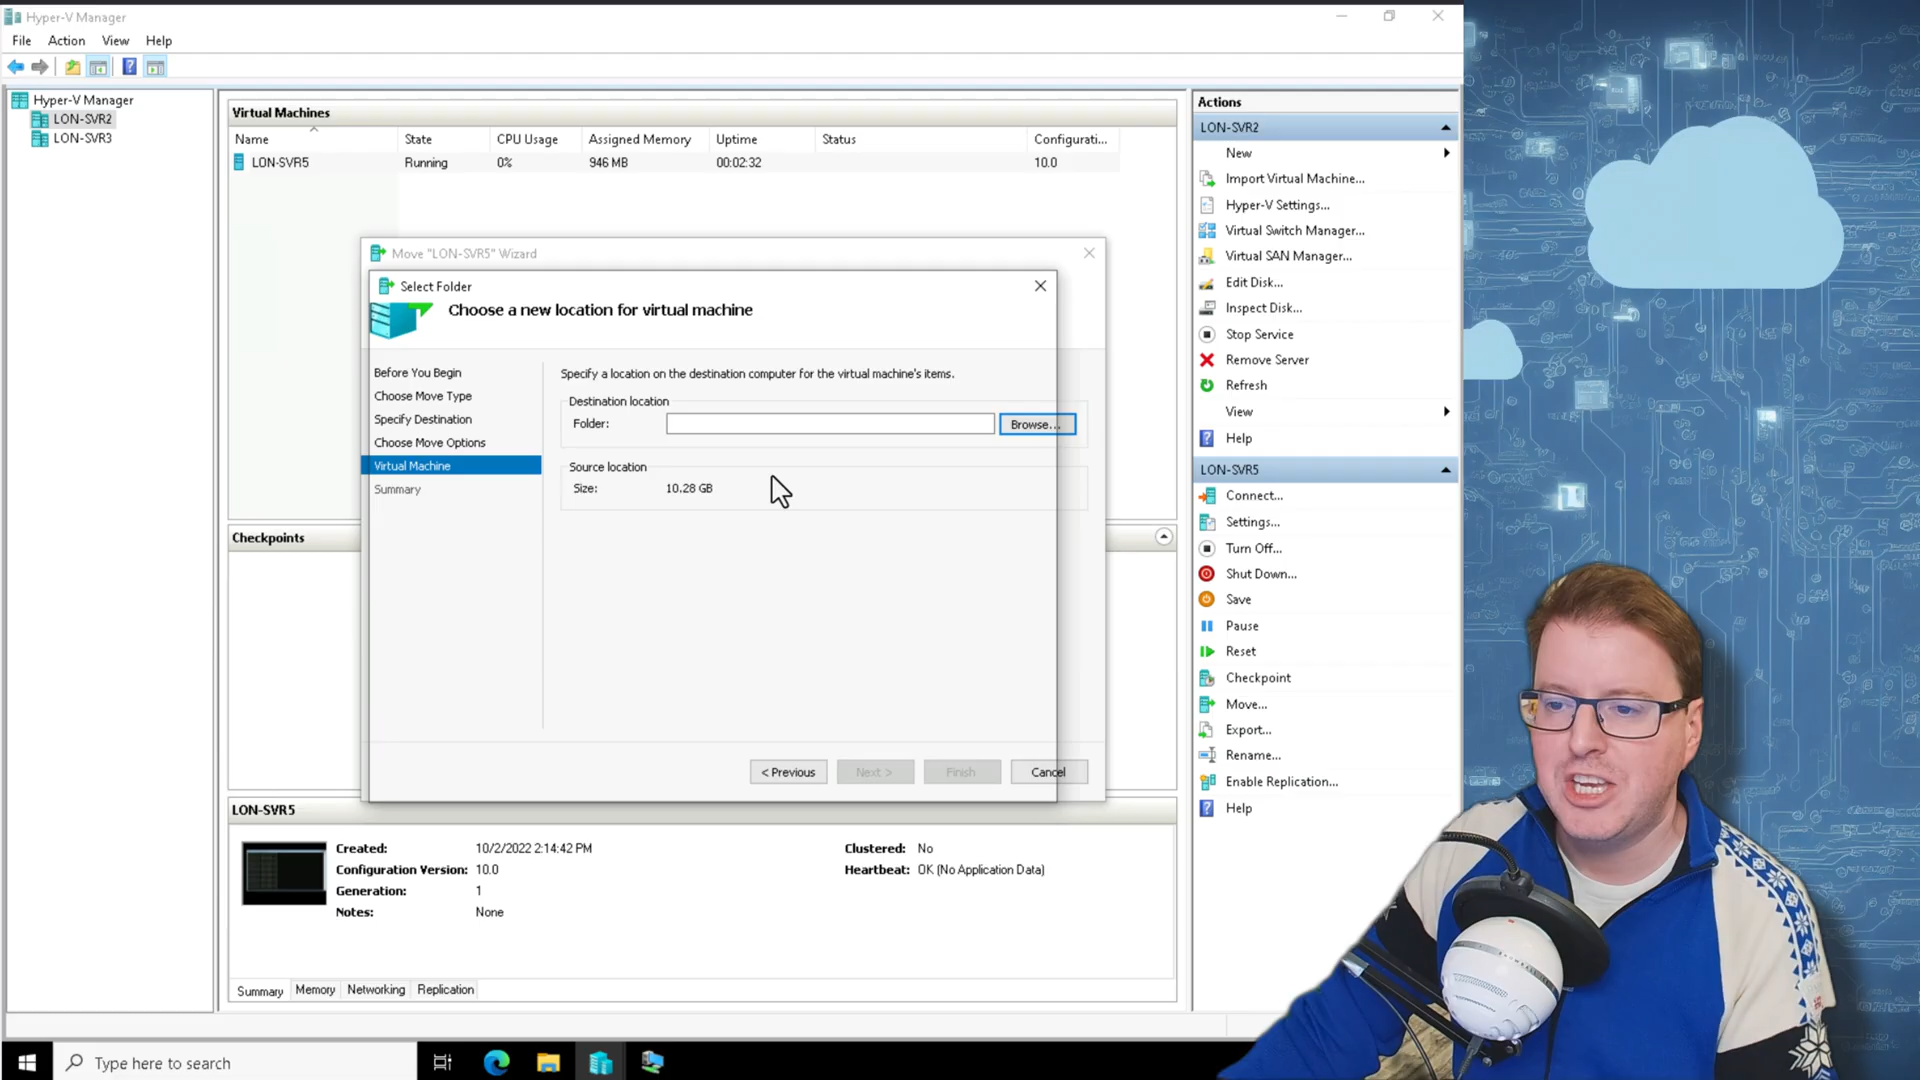 Hyper-V Manager
File Action View Help
Hyper-V Manager
LON-SVR2
LON-SVR3
Virtual Machines
Name State CPU Usage Assigned Memory Uptime Status Configurati...
LON-SVR5 Running 0% 946 MB 00:02:32 10.0
Move "LON-SVR5" Wizard
Select Folder
Choose a new location for virtual machine
Before You Begin
Choose Move Type
Specify Destination
Choose Move Options
Virtual Machine
Summary
Specify a location on the destination computer for the virtual machine's items.
Destination location
Folder: Browse...
Source location
Size: 10.28 GB
< Previous Next > Finish Cancel
Checkpoints
LON-SVR5
Created: 10/2/2022 2:14:42 PM
Configuration Version: 10.0
Generation: 1
Notes: None
Clustered: No
Heartbeat: OK (No Application Data)
Summary Memory Networking Replication
Actions
LON-SVR2
New
Import Virtual Machine...
Hyper-V Settings...
Virtual Switch Manager...
Virtual SAN Manager...
Edit Disk...
Inspect Disk...
Stop Service
Remove Server
Refresh
View
Help
LON-SVR5
Connect...
Settings...
Turn Off...
Shut Down...
Save
Pause
Reset
Checkpoint
Move...
Export...
Rename...
Enable Replication...
Help
Type here to search